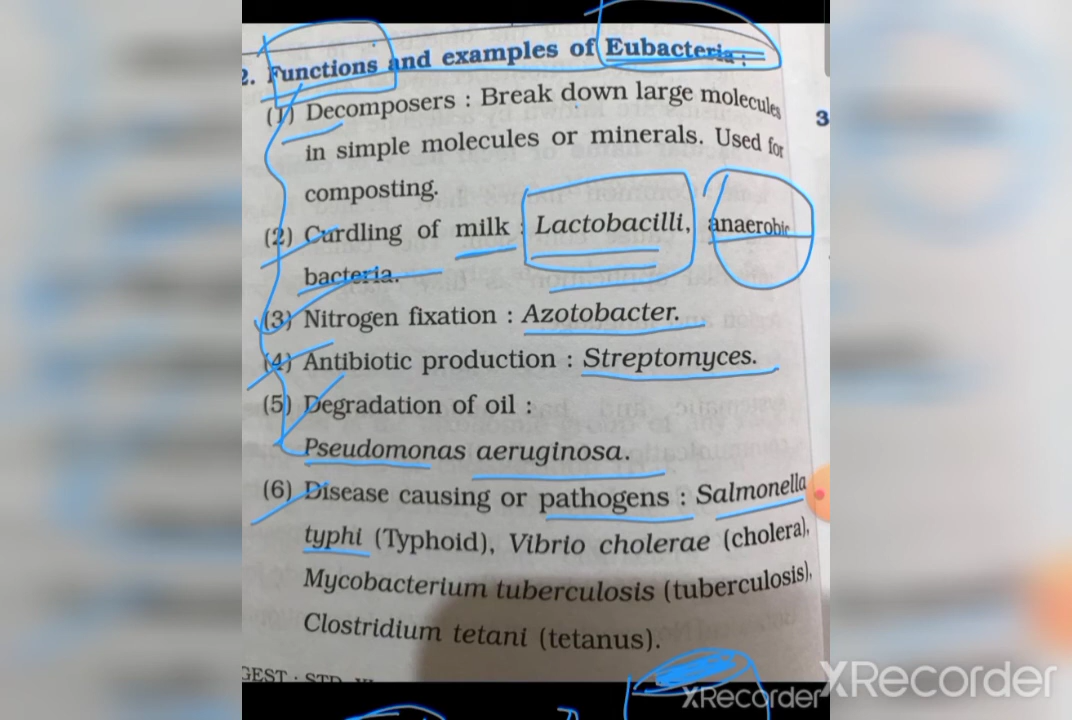 2. Functions and examples of Eubacteria :
(1) Decomposers : Break down large molecules
in simple molecules or minerals. Used for
composting.
(2) Curdling of milk : Lactobacilli, anaerobic
bacteria.
(3) Nitrogen fixation : Azotobacter.
(4) Antibiotic production : Streptomyces.
(5) Degradation of oil :
Pseudomonas aeruginosa.
(6) Disease causing or pathogens : Salmonella
typhi (Typhoid), Vibrio cholerae (cholera),
Mycobacterium tuberculosis (tuberculosis),
Clostridium tetani (tetanus).
3
XRecorder
XRecorder